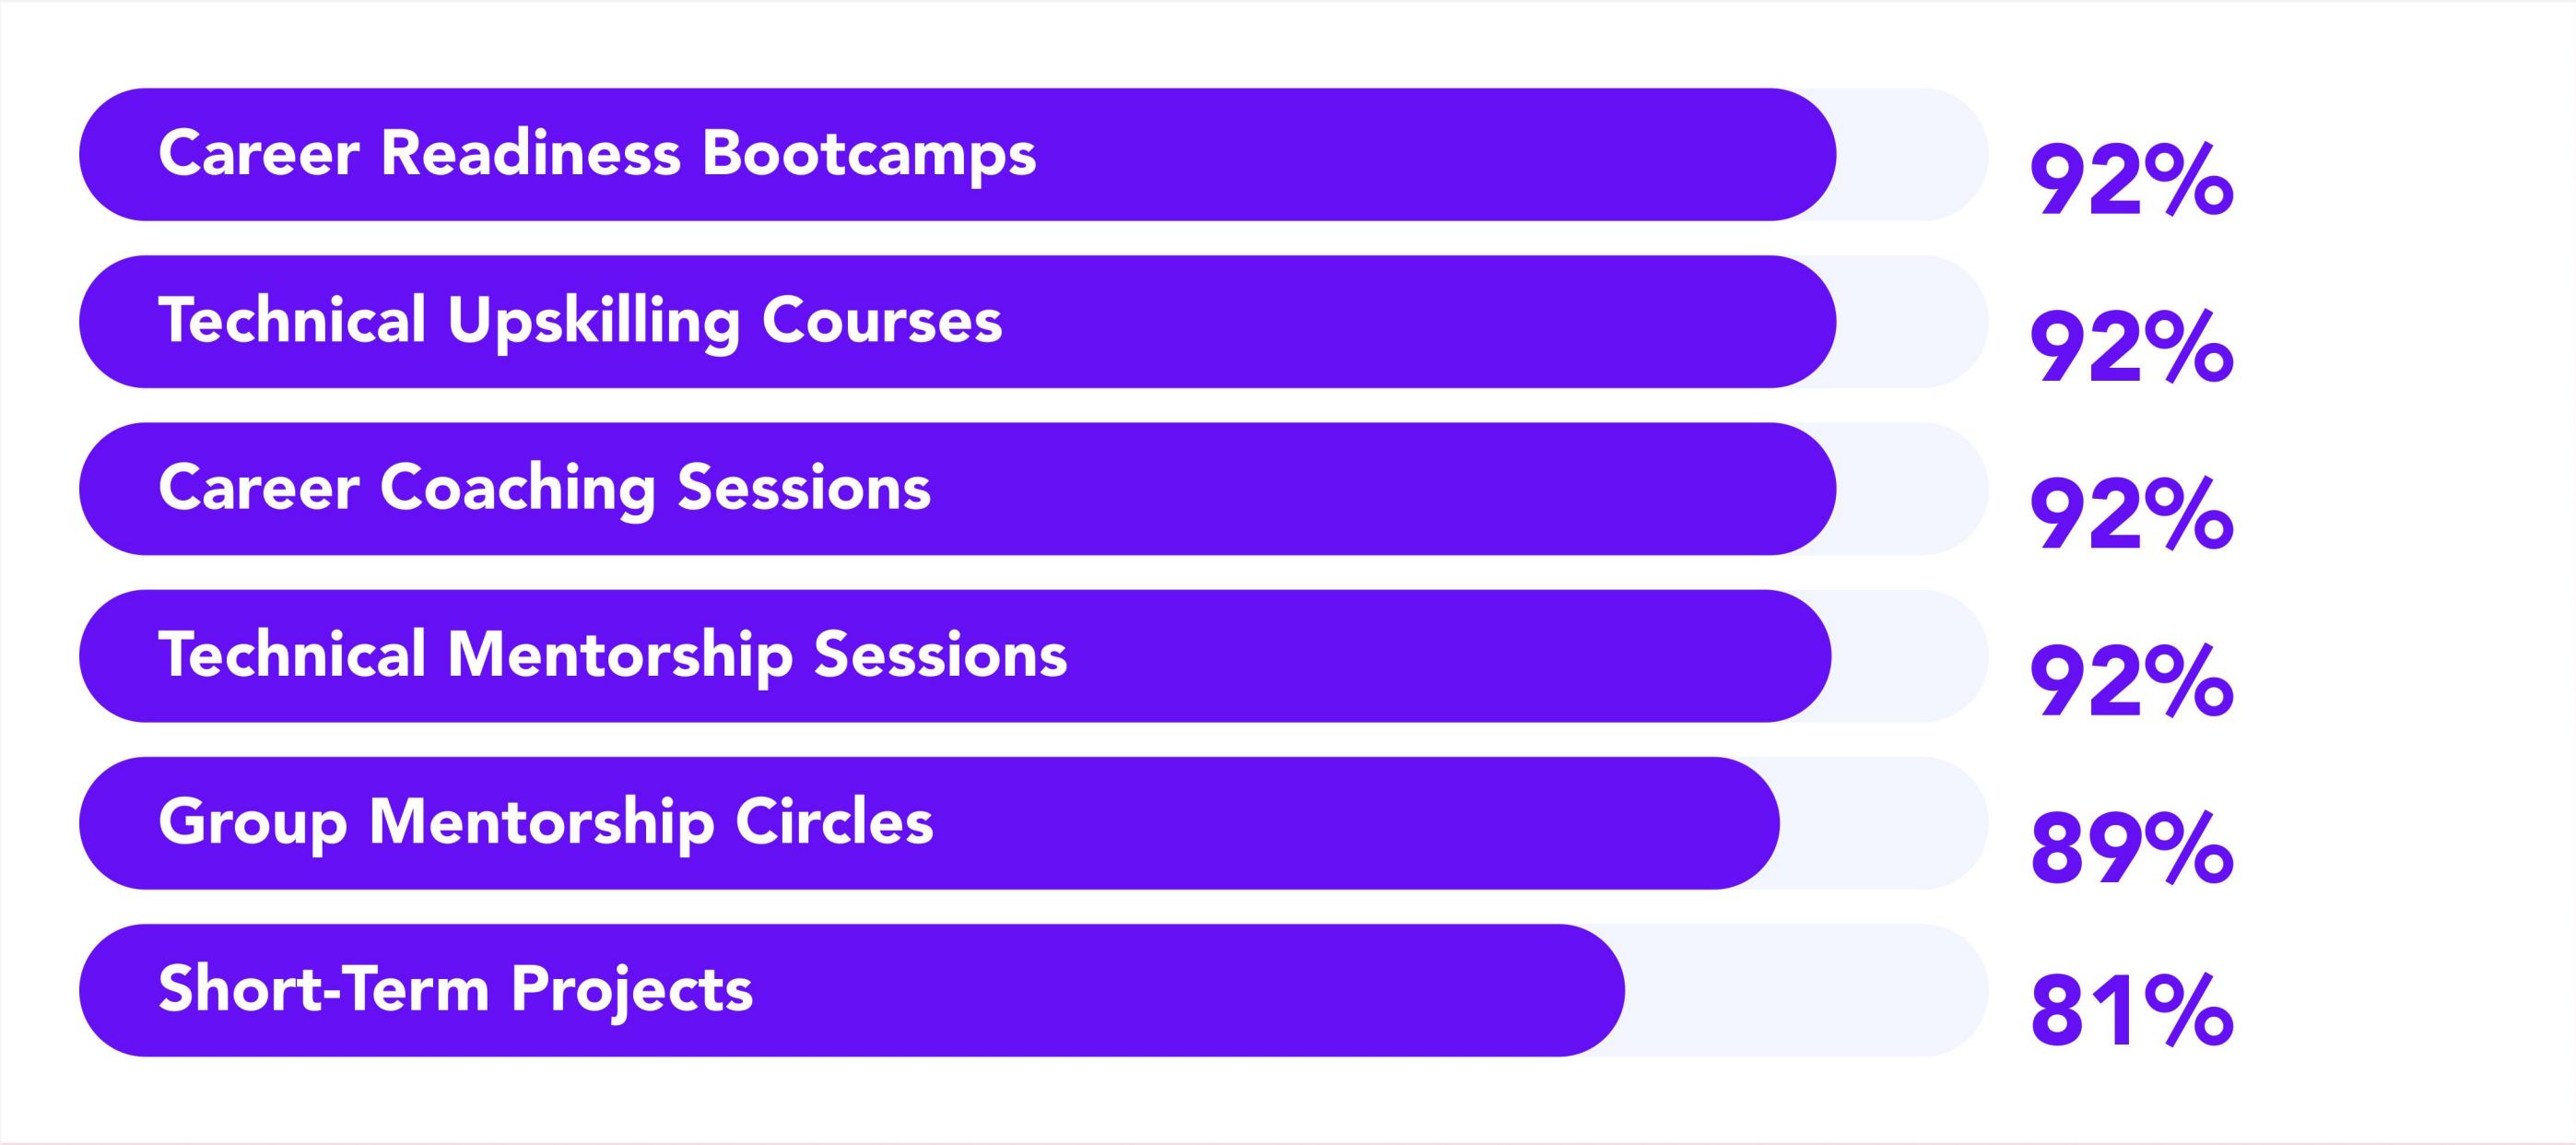 Career Readiness Bootcamps 92%
Technical Upskilling Courses 92%
Career Coaching Sessions 92%
Technical Mentorship Sessions 92%
Group Mentorship Circles 89%
Short-Term Projects 81%